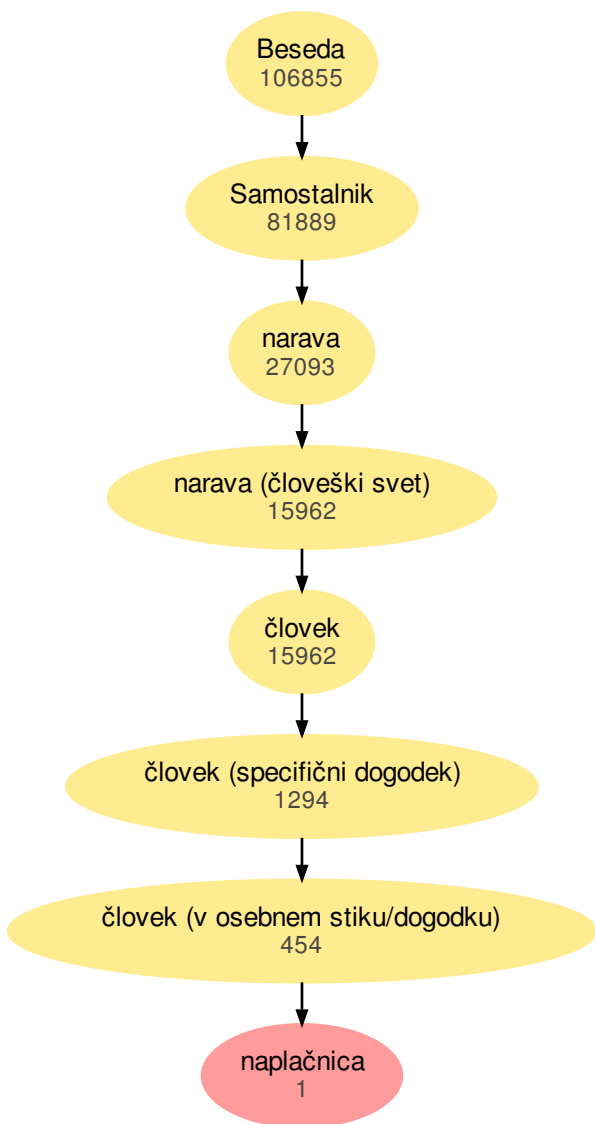 Beseda
106855
Samostalnik
81889
narava
27093
narava (človeški svet)
15962
človek
15962
človek (specifični dogodek)
1294
človek (v osebnem stiku/dogodku)
454
naplačnica
1